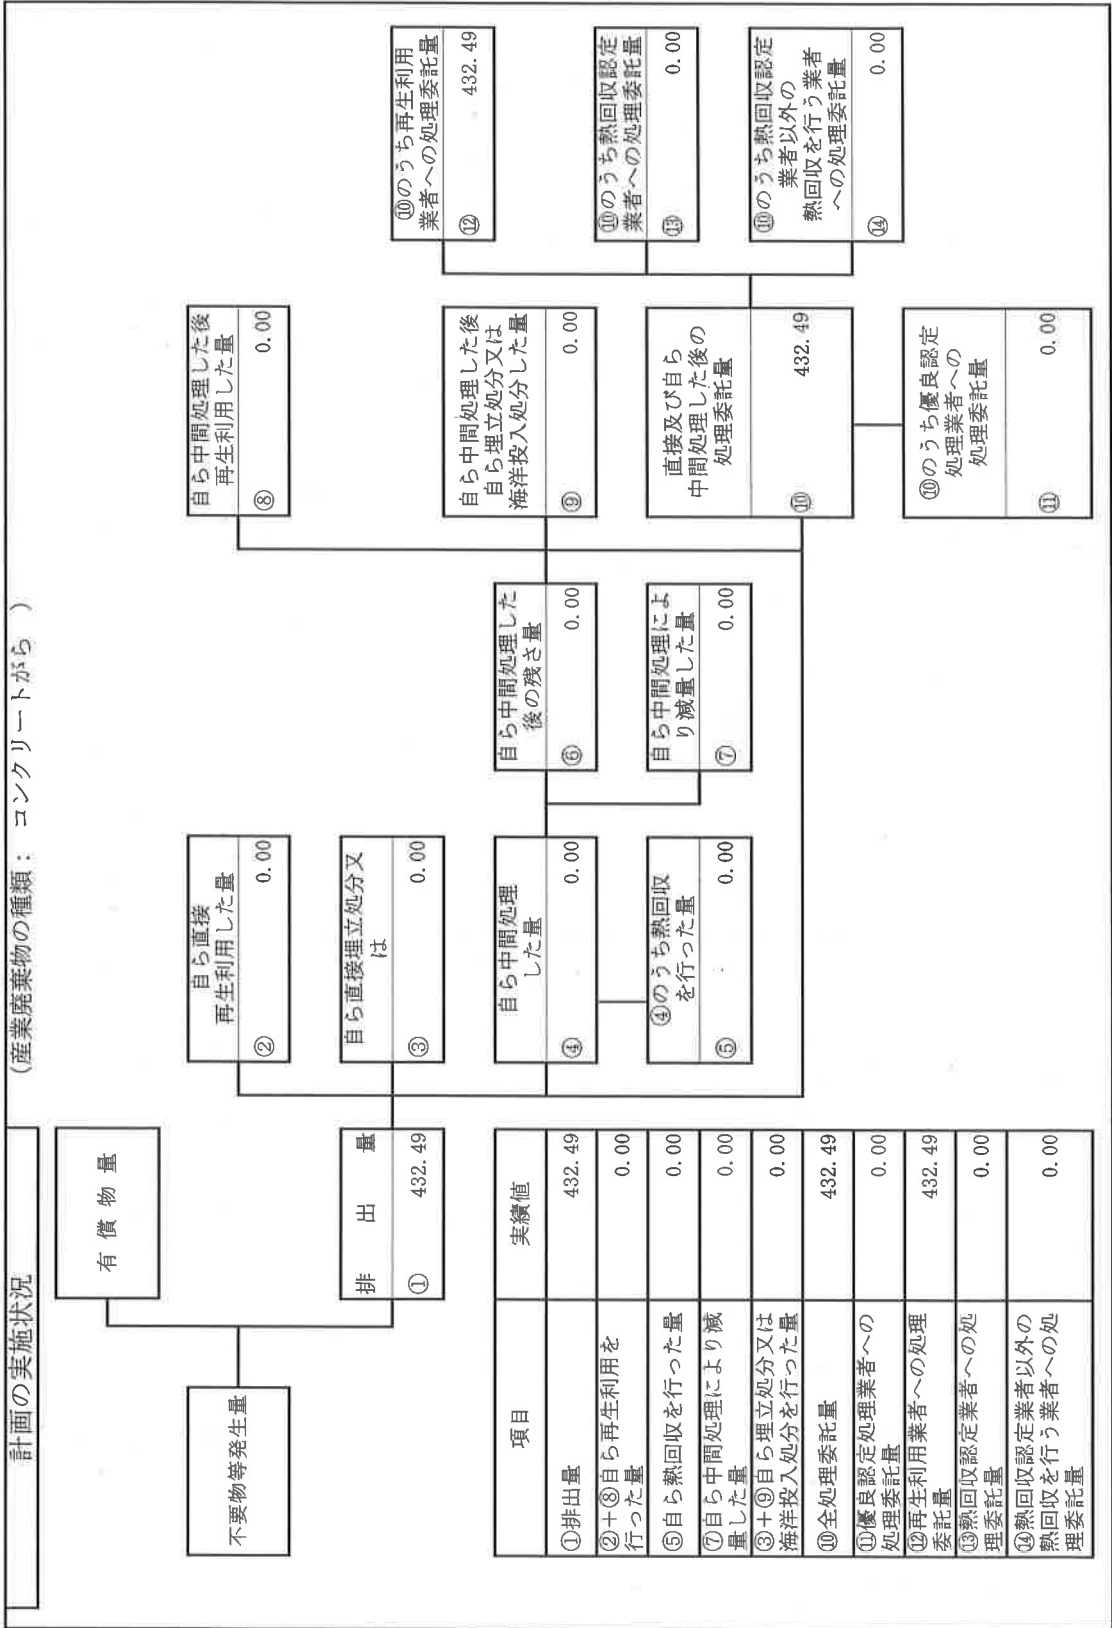 計画の実施状況
(産業廃棄物の種類： コンクリートがら )
不要物等発生量
有償物量
排出量
① 432.49
自ら直接
再生利用した量
② 0.00
自ら直接埋立処分又
は
③ 0.00
自ら中間処理
した量
④ 0.00
④のうち熱回収
を行った量
⑤ 0.00
自ら中間処理した
後の残さ量
⑥ 0.00
自ら中間処理によ
り減量した量
⑦ 0.00
自ら中間処理した後
再生利用した量
⑧ 0.00
自ら中間処理した後
自ら埋立処分又は
海洋投入処分した量
⑨ 0.00
直接及び自ら
中間処理した後の
処理委託量
⑩ 432.49
⑩のうち優良認定
処理業者への
処理委託量
⑪ 0.00
⑩のうち再生利用
業者への処理委託量
⑫ 432.49
⑩のうち熱回収認定
業者への処理委託量
⑬ 0.00
⑩のうち熱回収認定
業者以外の
熱回収を行う業者
への処理委託量
⑭ 0.00
項目 実績値
①排出量 432.49
②+⑧自ら再生利用を
行った量 0.00
⑤自ら熱回収を行った量 0.00
⑦自ら中間処理により減
量した量 0.00
③+⑨自ら埋立処分又は
海洋投入処分を行った量 0.00
⑩全処理委託量 432.49
⑪優良認定処理業者への
処理委託量 0.00
⑫再生利用業者への処理
委託量 432.49
⑬熱回収認定業者への処
理委託量 0.00
⑭熱回収認定業者以外の
熱回収を行う業者への処
理委託量 0.00